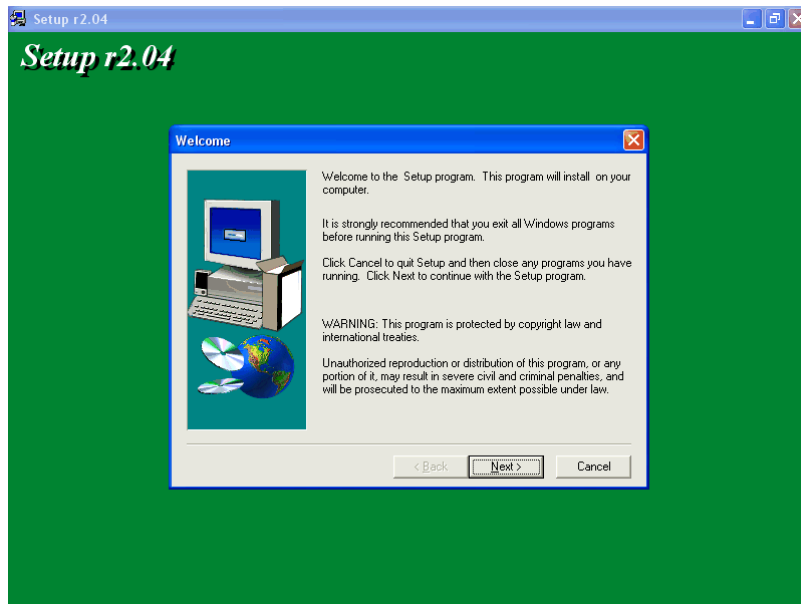 Setup r2.04
Setup r2.04
Welcome
Welcome to the  Setup program.  This program will install  on your
computer.
It is strongly recommended that you exit all Windows programs
before running this Setup program.
Click Cancel to quit Setup and then close any programs you have
running.  Click Next to continue with the Setup program.
WARNING: This program is protected by copyright law and
international treaties.
Unauthorized reproduction or distribution of this program, or any
portion of it, may result in severe civil and criminal penalties, and
will be prosecuted to the maximum extent possible under law.
< Back Next > Cancel